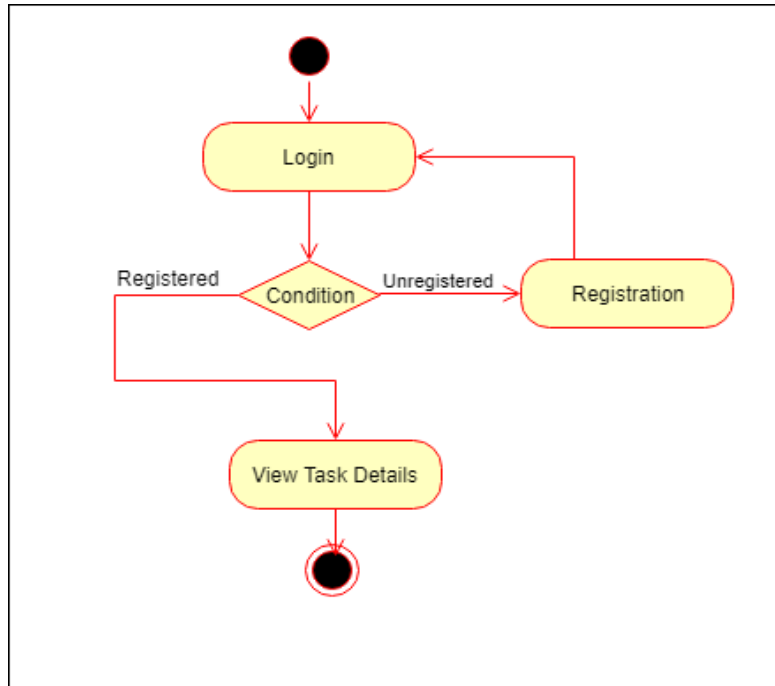 Login
Registered
Condition
Unregistered
Registration
View Task Details